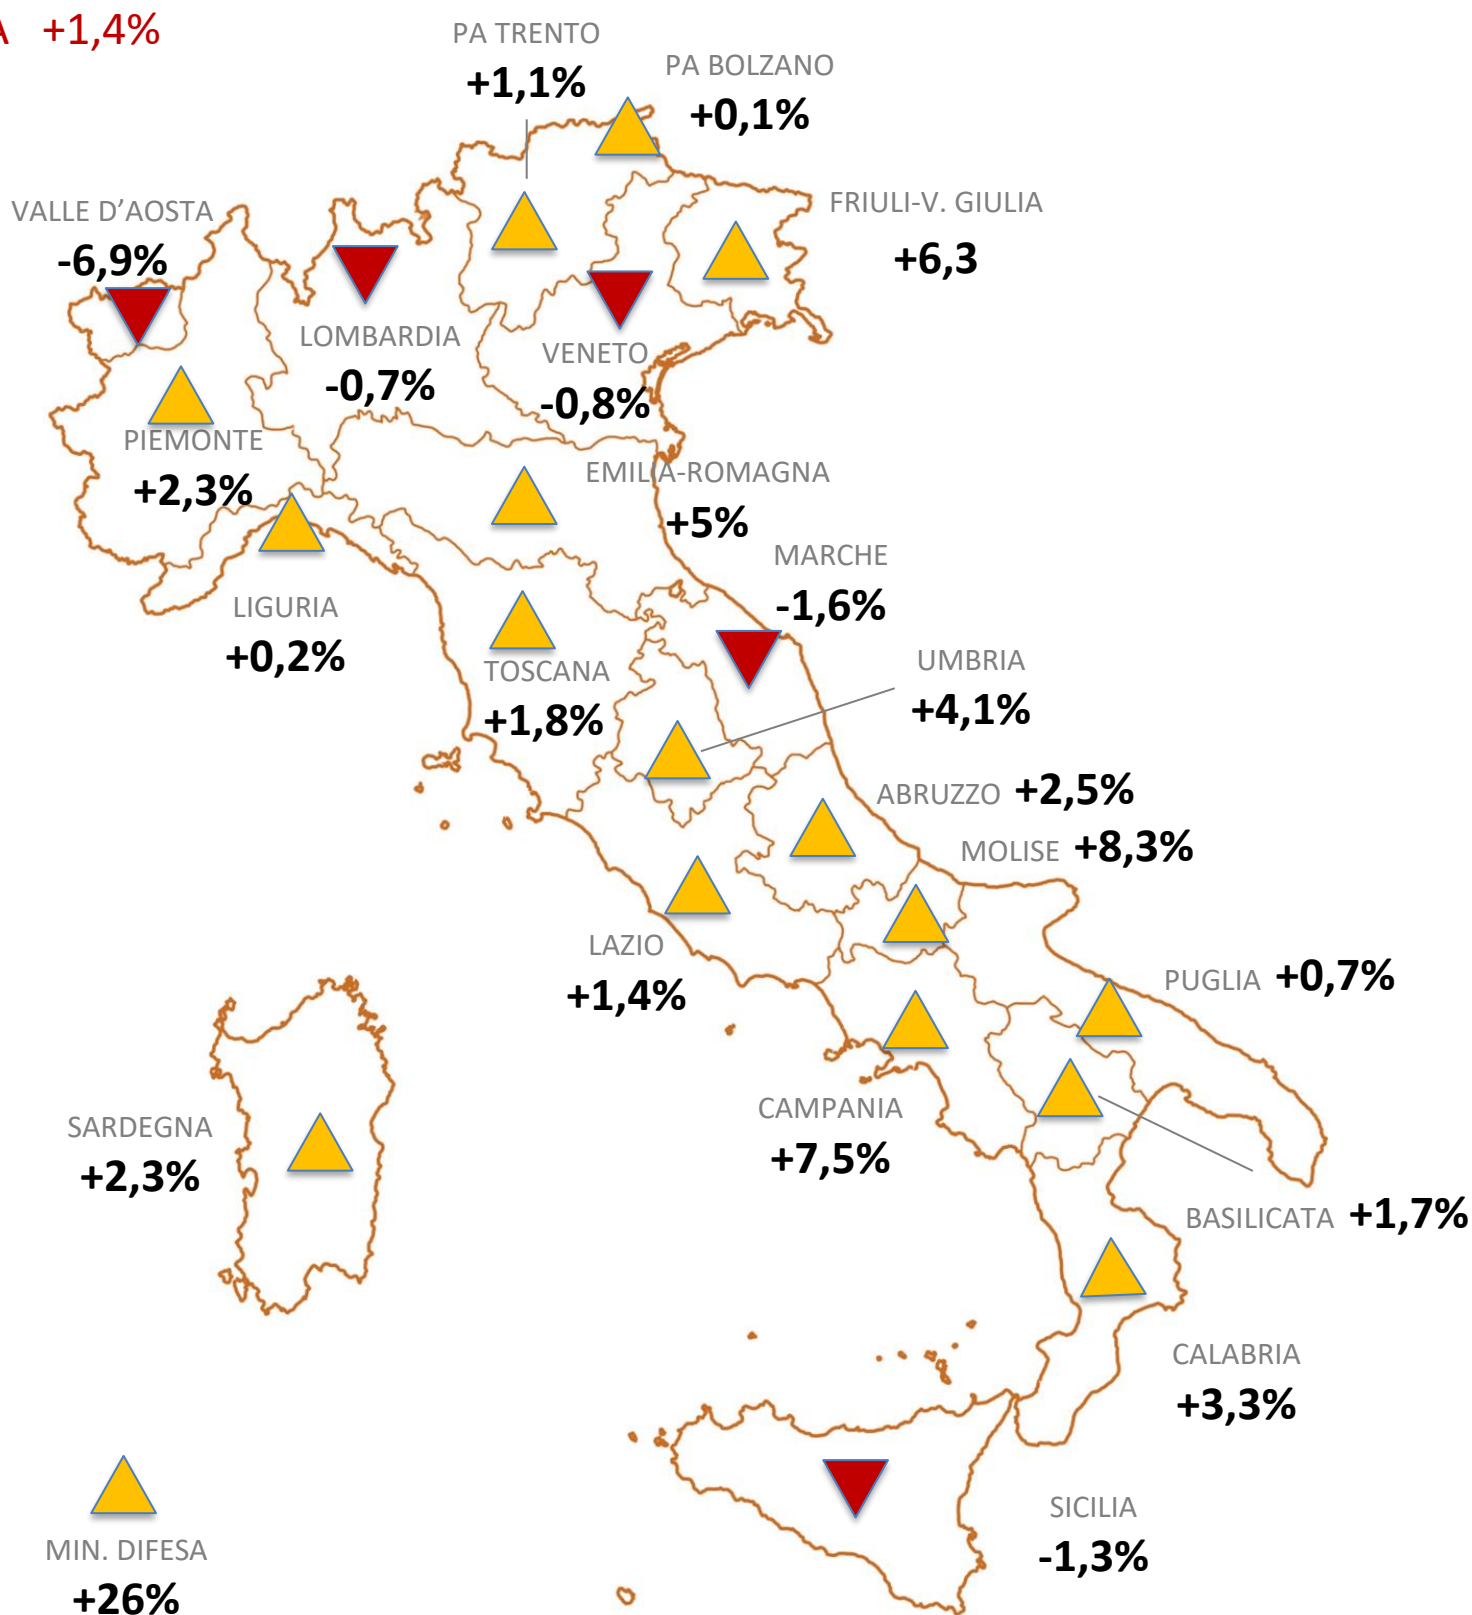 A +1,4%
PA TRENTO
+1,1%
PA BOLZANO
+0,1%
VALLE D’AOSTA
-6,9%
FRIULI-V. GIULIA
+6,3
LOMBARDIA
-0,7%
VENETO
-0,8%
PIEMONTE
+2,3%
EMILIA-ROMAGNA
+5%
MARCHE
-1,6%
LIGURIA
+0,2%
TOSCANA
+1,8%
UMBRIA
+4,1%
ABRUZZO +2,5%
MOLISE +8,3%
LAZIO
+1,4%
PUGLIA +0,7%
CAMPANIA
+7,5%
SARDEGNA
+2,3%
BASILICATA +1,7%
CALABRIA
+3,3%
SICILIA
-1,3%
MIN. DIFESA
+26%